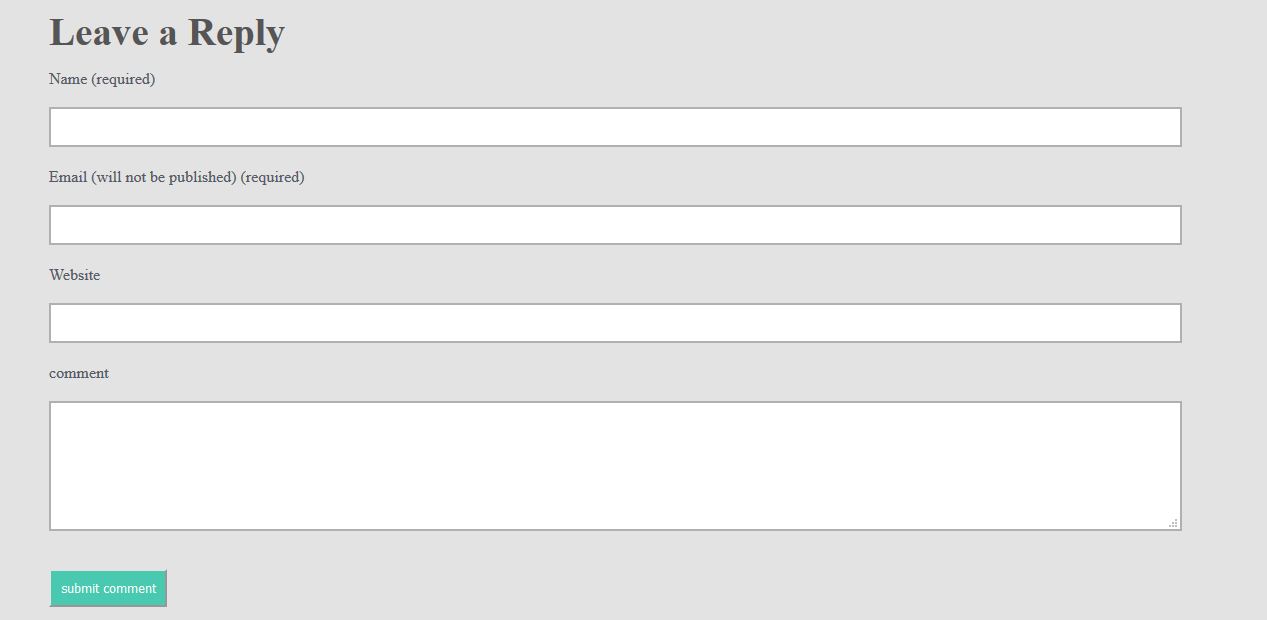 Leave a Reply
Name (required)
Email (will not be published) (required)
Website
comment
submit comment